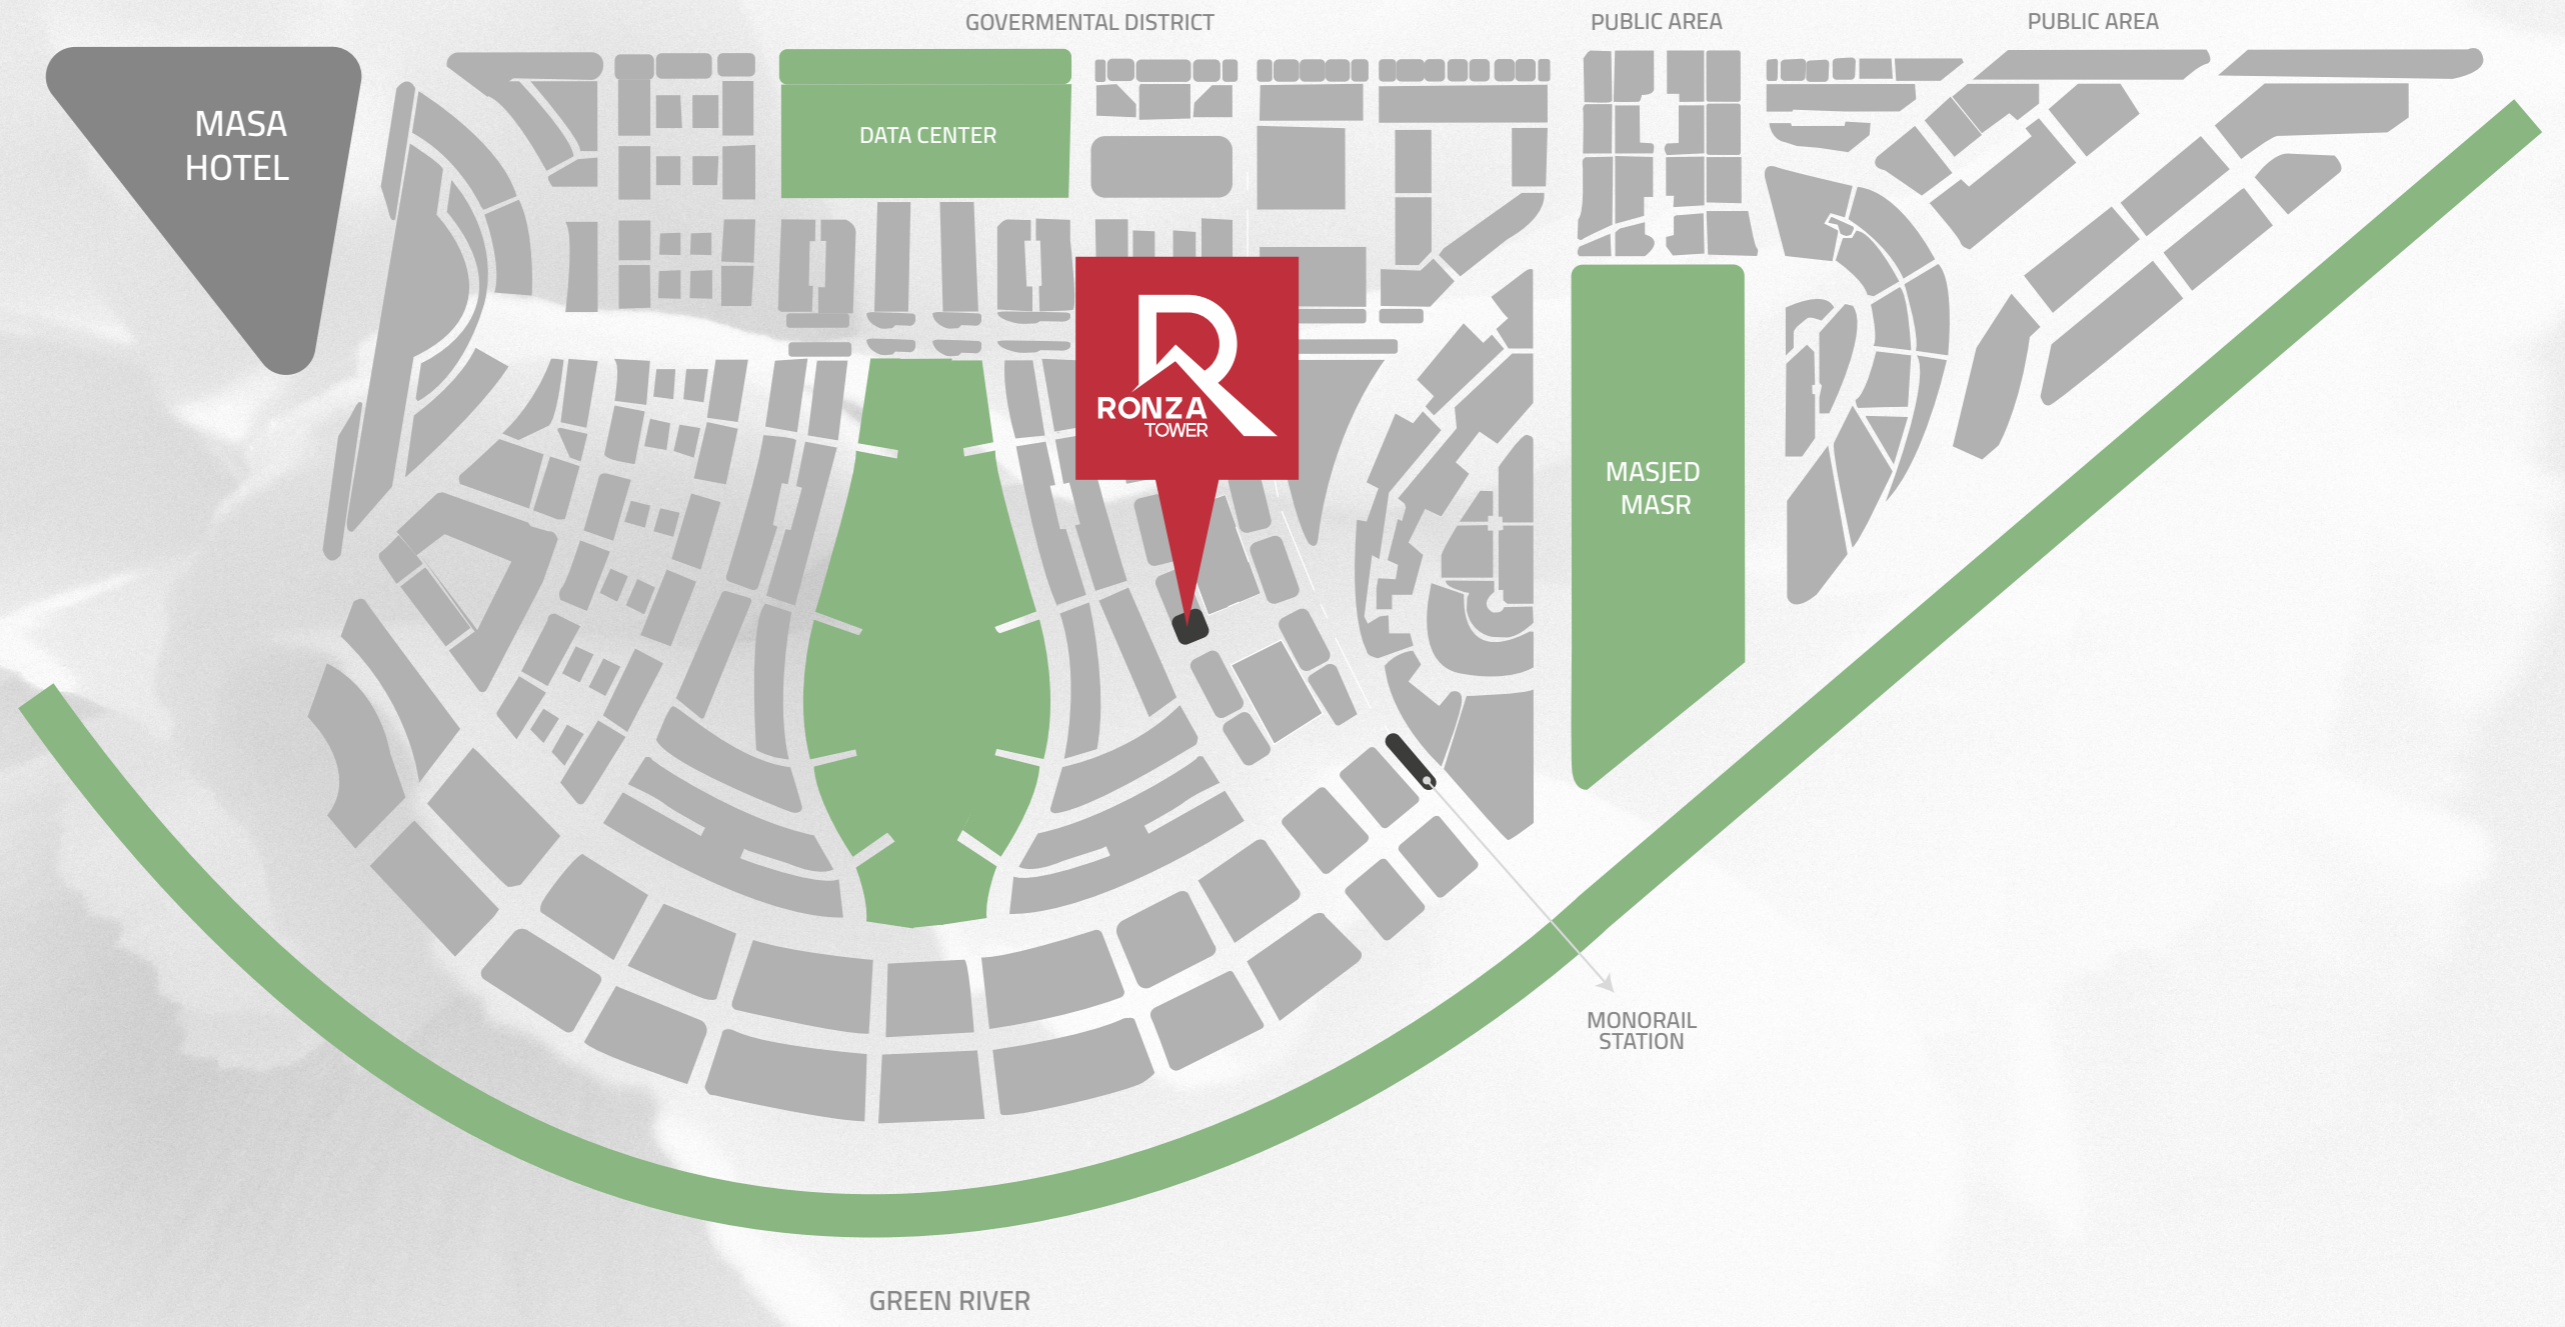 GOVERMENTAL DISTRICT
PUBLIC AREA
PUBLIC AREA
MASA
HOTEL
DATA CENTER
RONZA
TOWER
MASJED
MASR
MONORAIL
STATION
GREEN RIVER